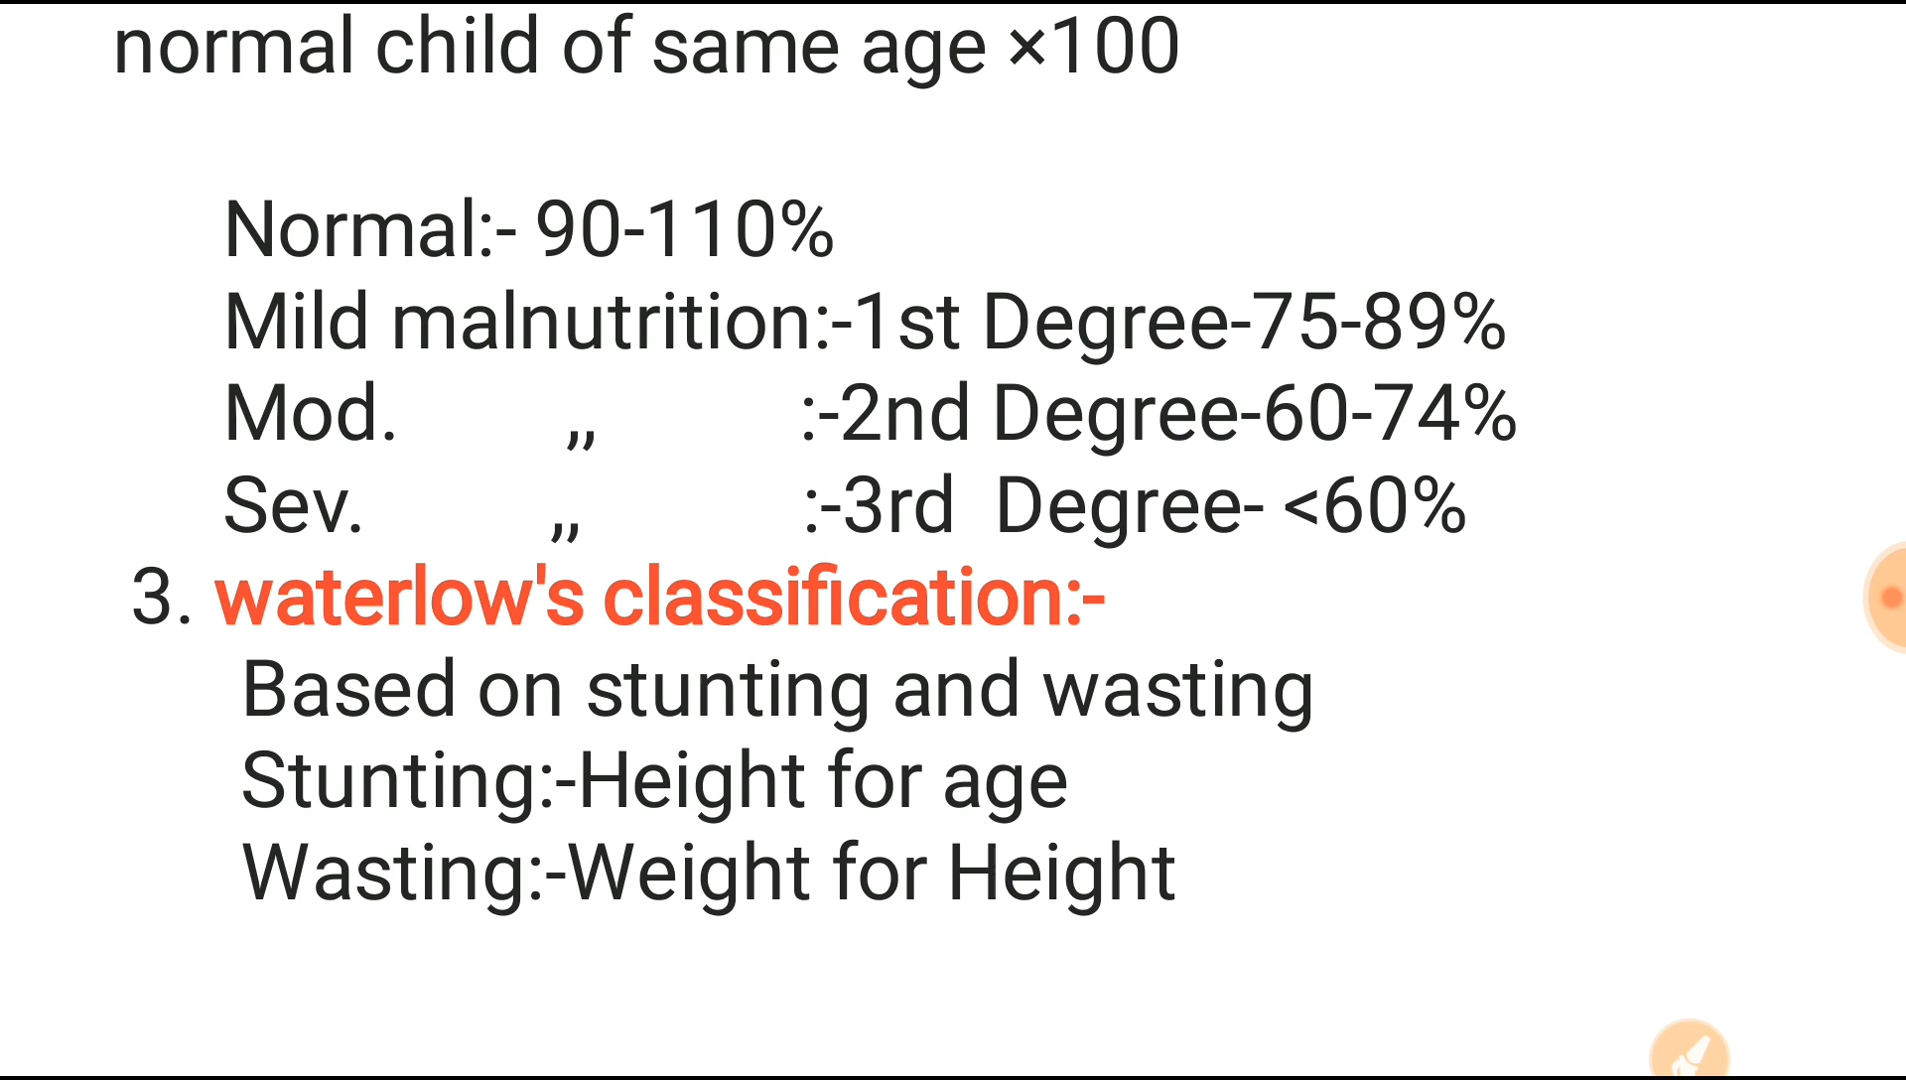 normal child of same age ×100
Normal:- 90-110%
Mild malnutrition:-1st Degree-75-89%
Mod. ,, :-2nd Degree-60-74%
Sev. ,, :-3rd Degree- <60%
3. waterlow's classification:-
Based on stunting and wasting
Stunting:-Height for age
Wasting:-Weight for Height